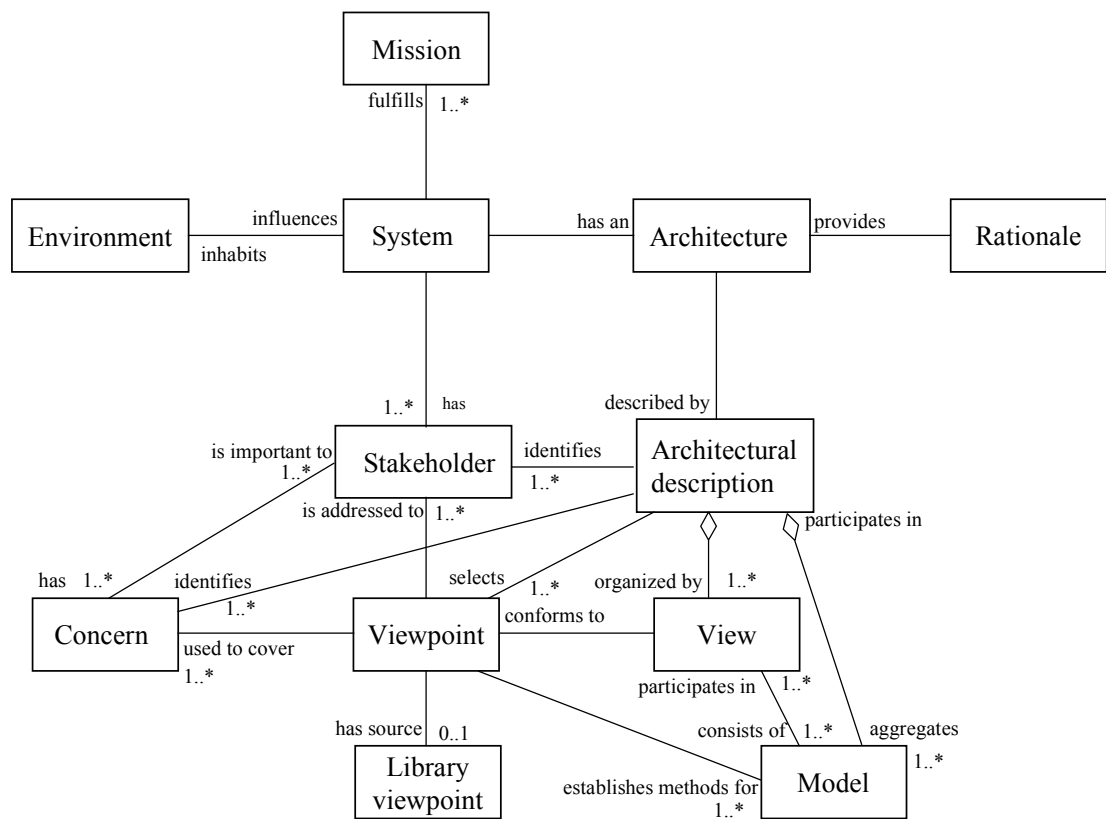 Mission
fulfills
1..*
Environment
influences
inhabits
System
has an
Architecture
provides
Rationale
1..*
has
described by
is important to
1..*
Stakeholder
identifies
1..*
Architectural
description
is addressed to
1..*
participates in
has
1..*
identifies
1..*
selects
1..*
organized by
1..*
Concern
used to cover
1..*
Viewpoint
conforms to
View
participates in
1..*
has source
0..1
consists of
1..*
aggregates
1..*
Library
viewpoint
establishes methods for
1..*
Model